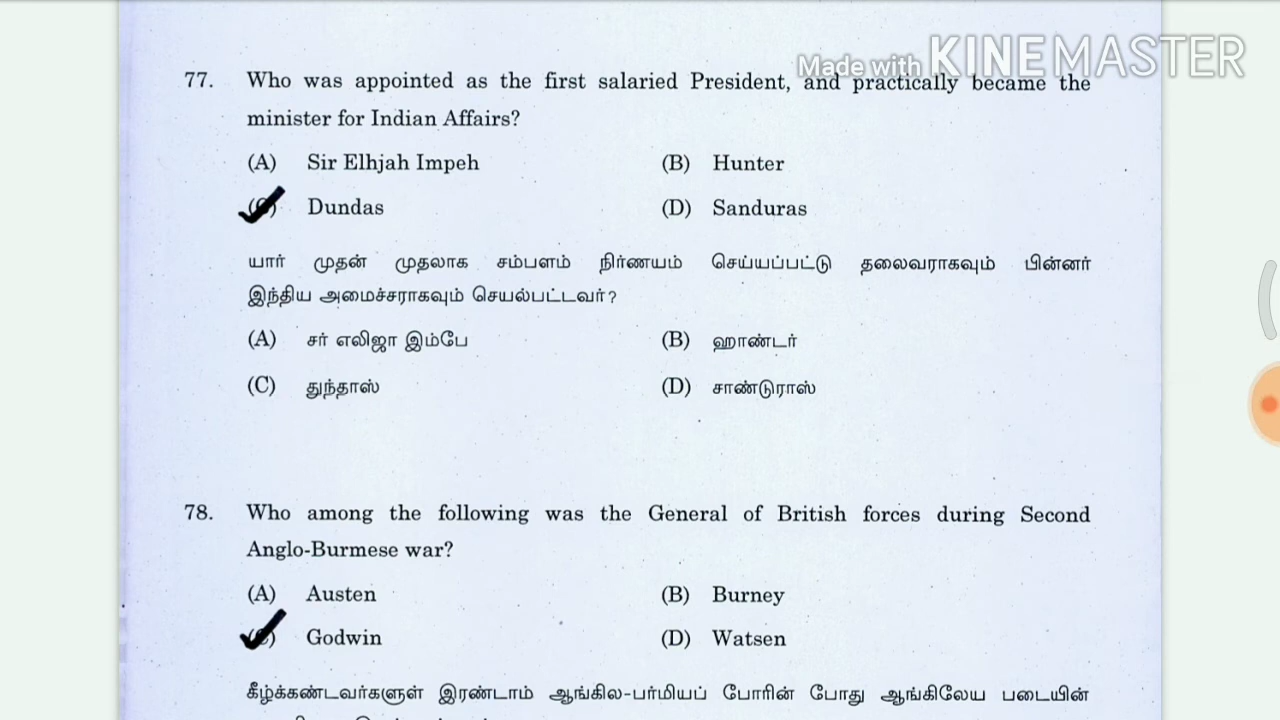 Made with KINEMASTER
77. Who was appointed as the first salaried President, and practically became the
minister for Indian Affairs?
(A) Sir Elhjah Impeh (B) Hunter
(C) Dundas (D) Sanduras
யார் முதன் முதலாக சம்பளம் நிர்ணயம் செய்யப்பட்டு தலைவராகவும் பின்னர்
இந்திய அமைச்சராகவும் செயல்பட்டவர்?
(A) சர் எலிஜா இம்பே (B) ஹாண்டர்
(C) துந்தாஸ் (D) சாண்டுராஸ்
78. Who among the following was the General of British forces during Second
Anglo-Burmese war?
(A) Austen (B) Burney
(C) Godwin (D) Watsen
கீழ்க்கண்டவர்களுள் இரண்டாம் ஆங்கில-பர்மியப் போரின் போது ஆங்கிலேய படையின்